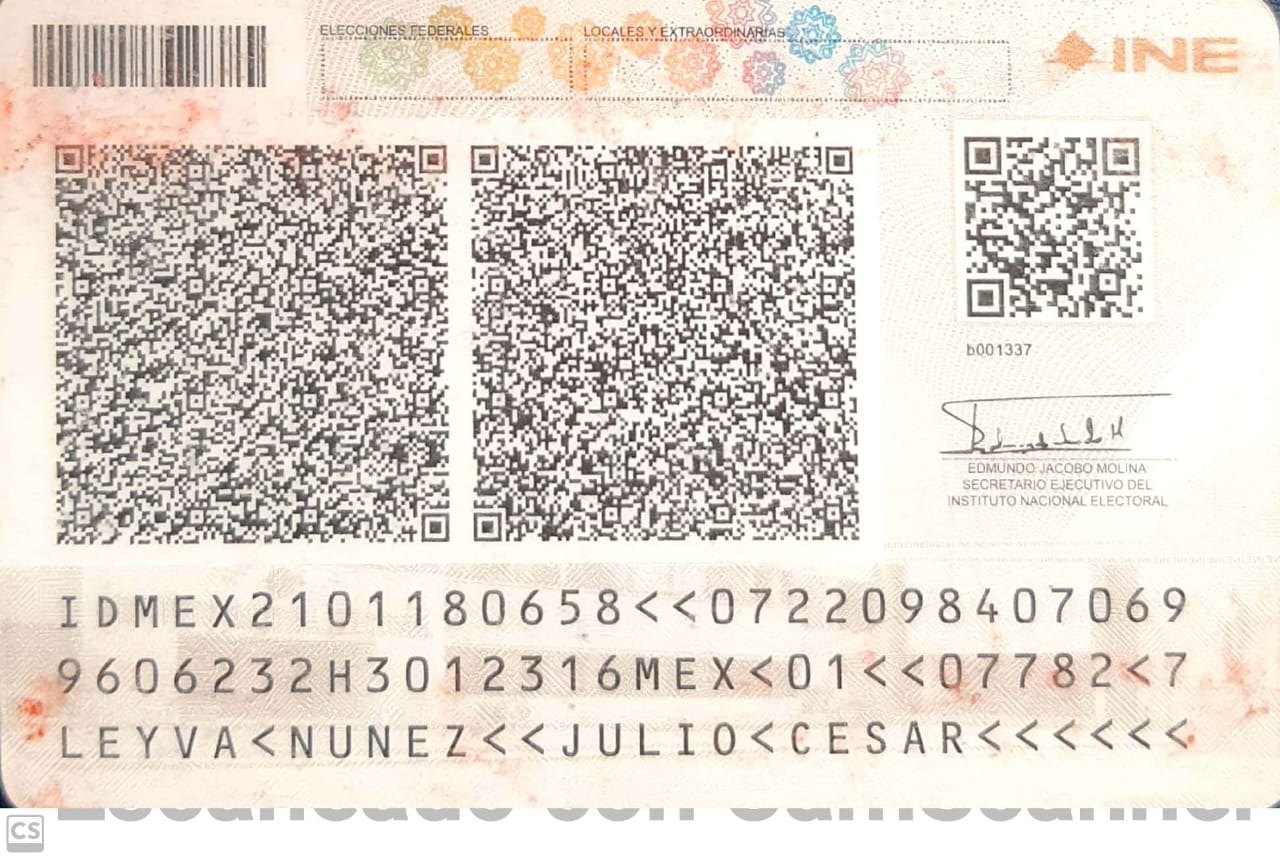 ELECCIONES FEDERALES LOCALES Y EXTRAORDINARIAS
INE
b001337
EDMUNDO JACOBO MOLINA
SECRETARIO EJECUTIVO DEL
INSTITUTO NACIONAL ELECTORAL
IDMEX2101180658<<0722098407069
9606232H3012316MEX<01<<07782<7
LEYVA<NUNEZ<<JULIO<CESAR<<<<<<
CS